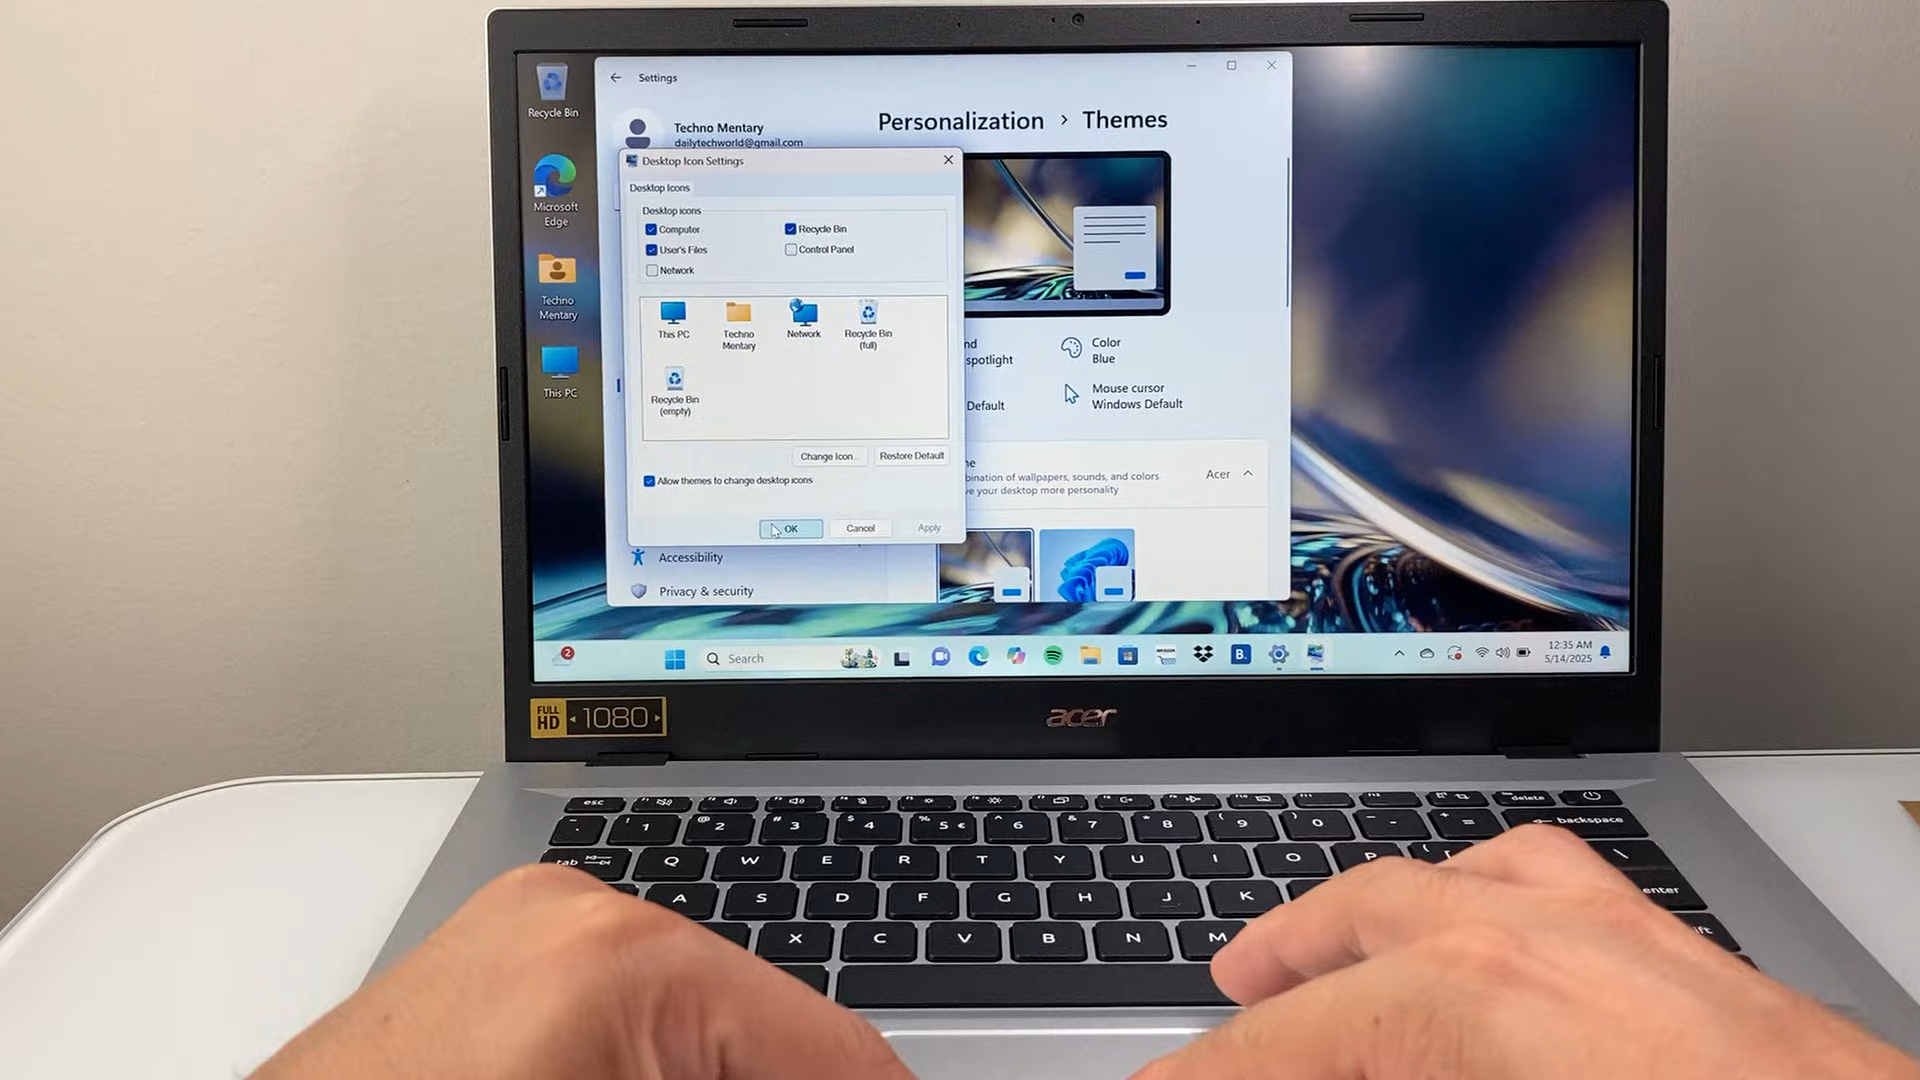 Recycle Bin
Microsoft
Edge
Techno
Mentary
This PC
Settings
Techno Mentary
dailytechworld@gmail.com
Personalization > Themes
Desktop Icon Settings
Desktop Icons
Desktop icons
Computer
Recycle Bin
User's Files
Control Panel
Network
This PC
Techno
Mentary
Network
Recycle Bin
(full)
Recycle Bin
(empty)
Change Icon...
Restore Default
Allow themes to change desktop icons
OK
Cancel
Apply
nd
spotlight
Color
Blue
Default
Mouse cursor
Windows Default
ne
bination of wallpapers, sounds, and colors
ve your desktop more personality
Acer
Accessibility
Privacy & security
2
Search
amazon
B.
12:35 AM
5/14/2025
FULL
HD
1080
acer
esc
delete
~ ! 1 @ 2 # 3 $ 4 % 5 € ^ 6 & 7 * 8 ( 9 ) 0 - + = backspace
tab Q W E R T Y U I O P { [ \
A S D F G H J K enter
X C V B N M ift